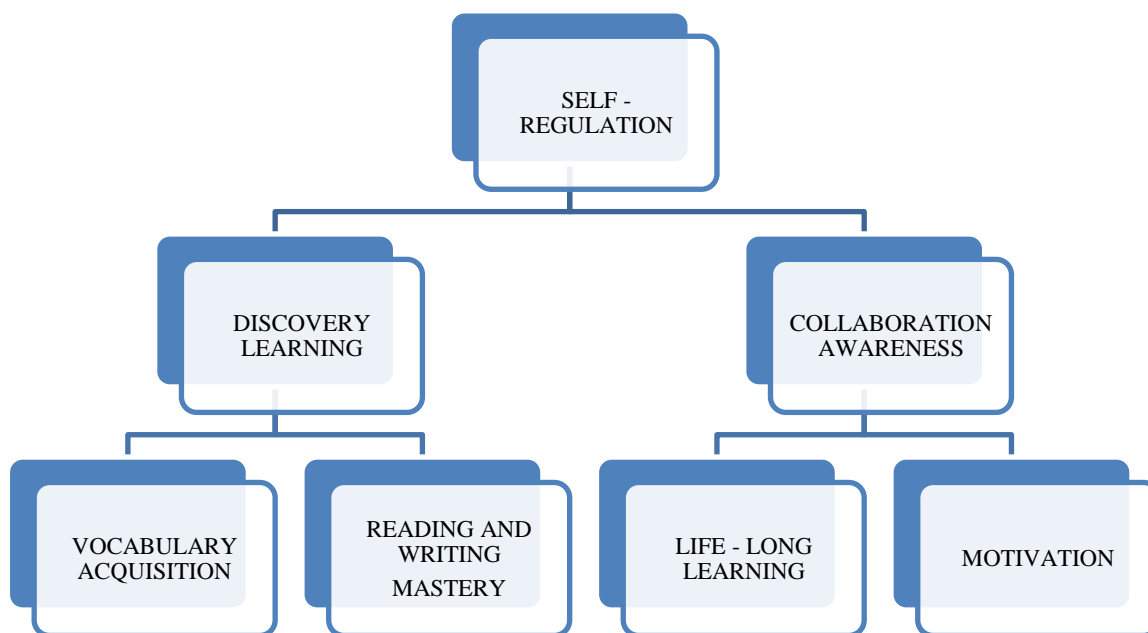 SELF -
REGULATION
DISCOVERY
LEARNING
COLLABORATION
AWARENESS
VOCABULARY
ACQUISITION
READING AND
WRITING
MASTERY
LIFE - LONG
LEARNING
MOTIVATION